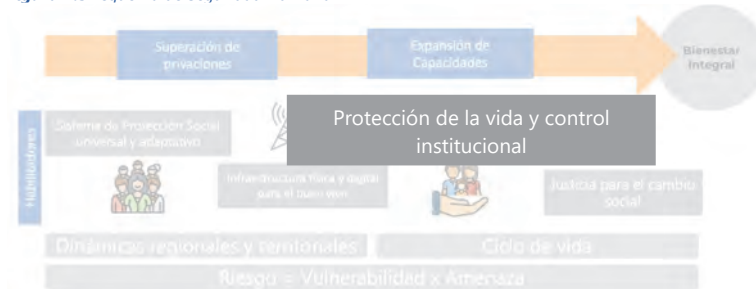 Superación de
privaciones
Expansión de
Capacidades
Bienestar
Integral
Habilitadores
Sistema de Protección Social
universal y adaptativo
Protección de la vida y control
institucional
Infraestructura física y digital
para el buen vivir
Justicia para el cambio
social
Dinámicas regionales y territoriales
Ciclo de vida
Riesgo = Vulnerabilidad x Amenaza